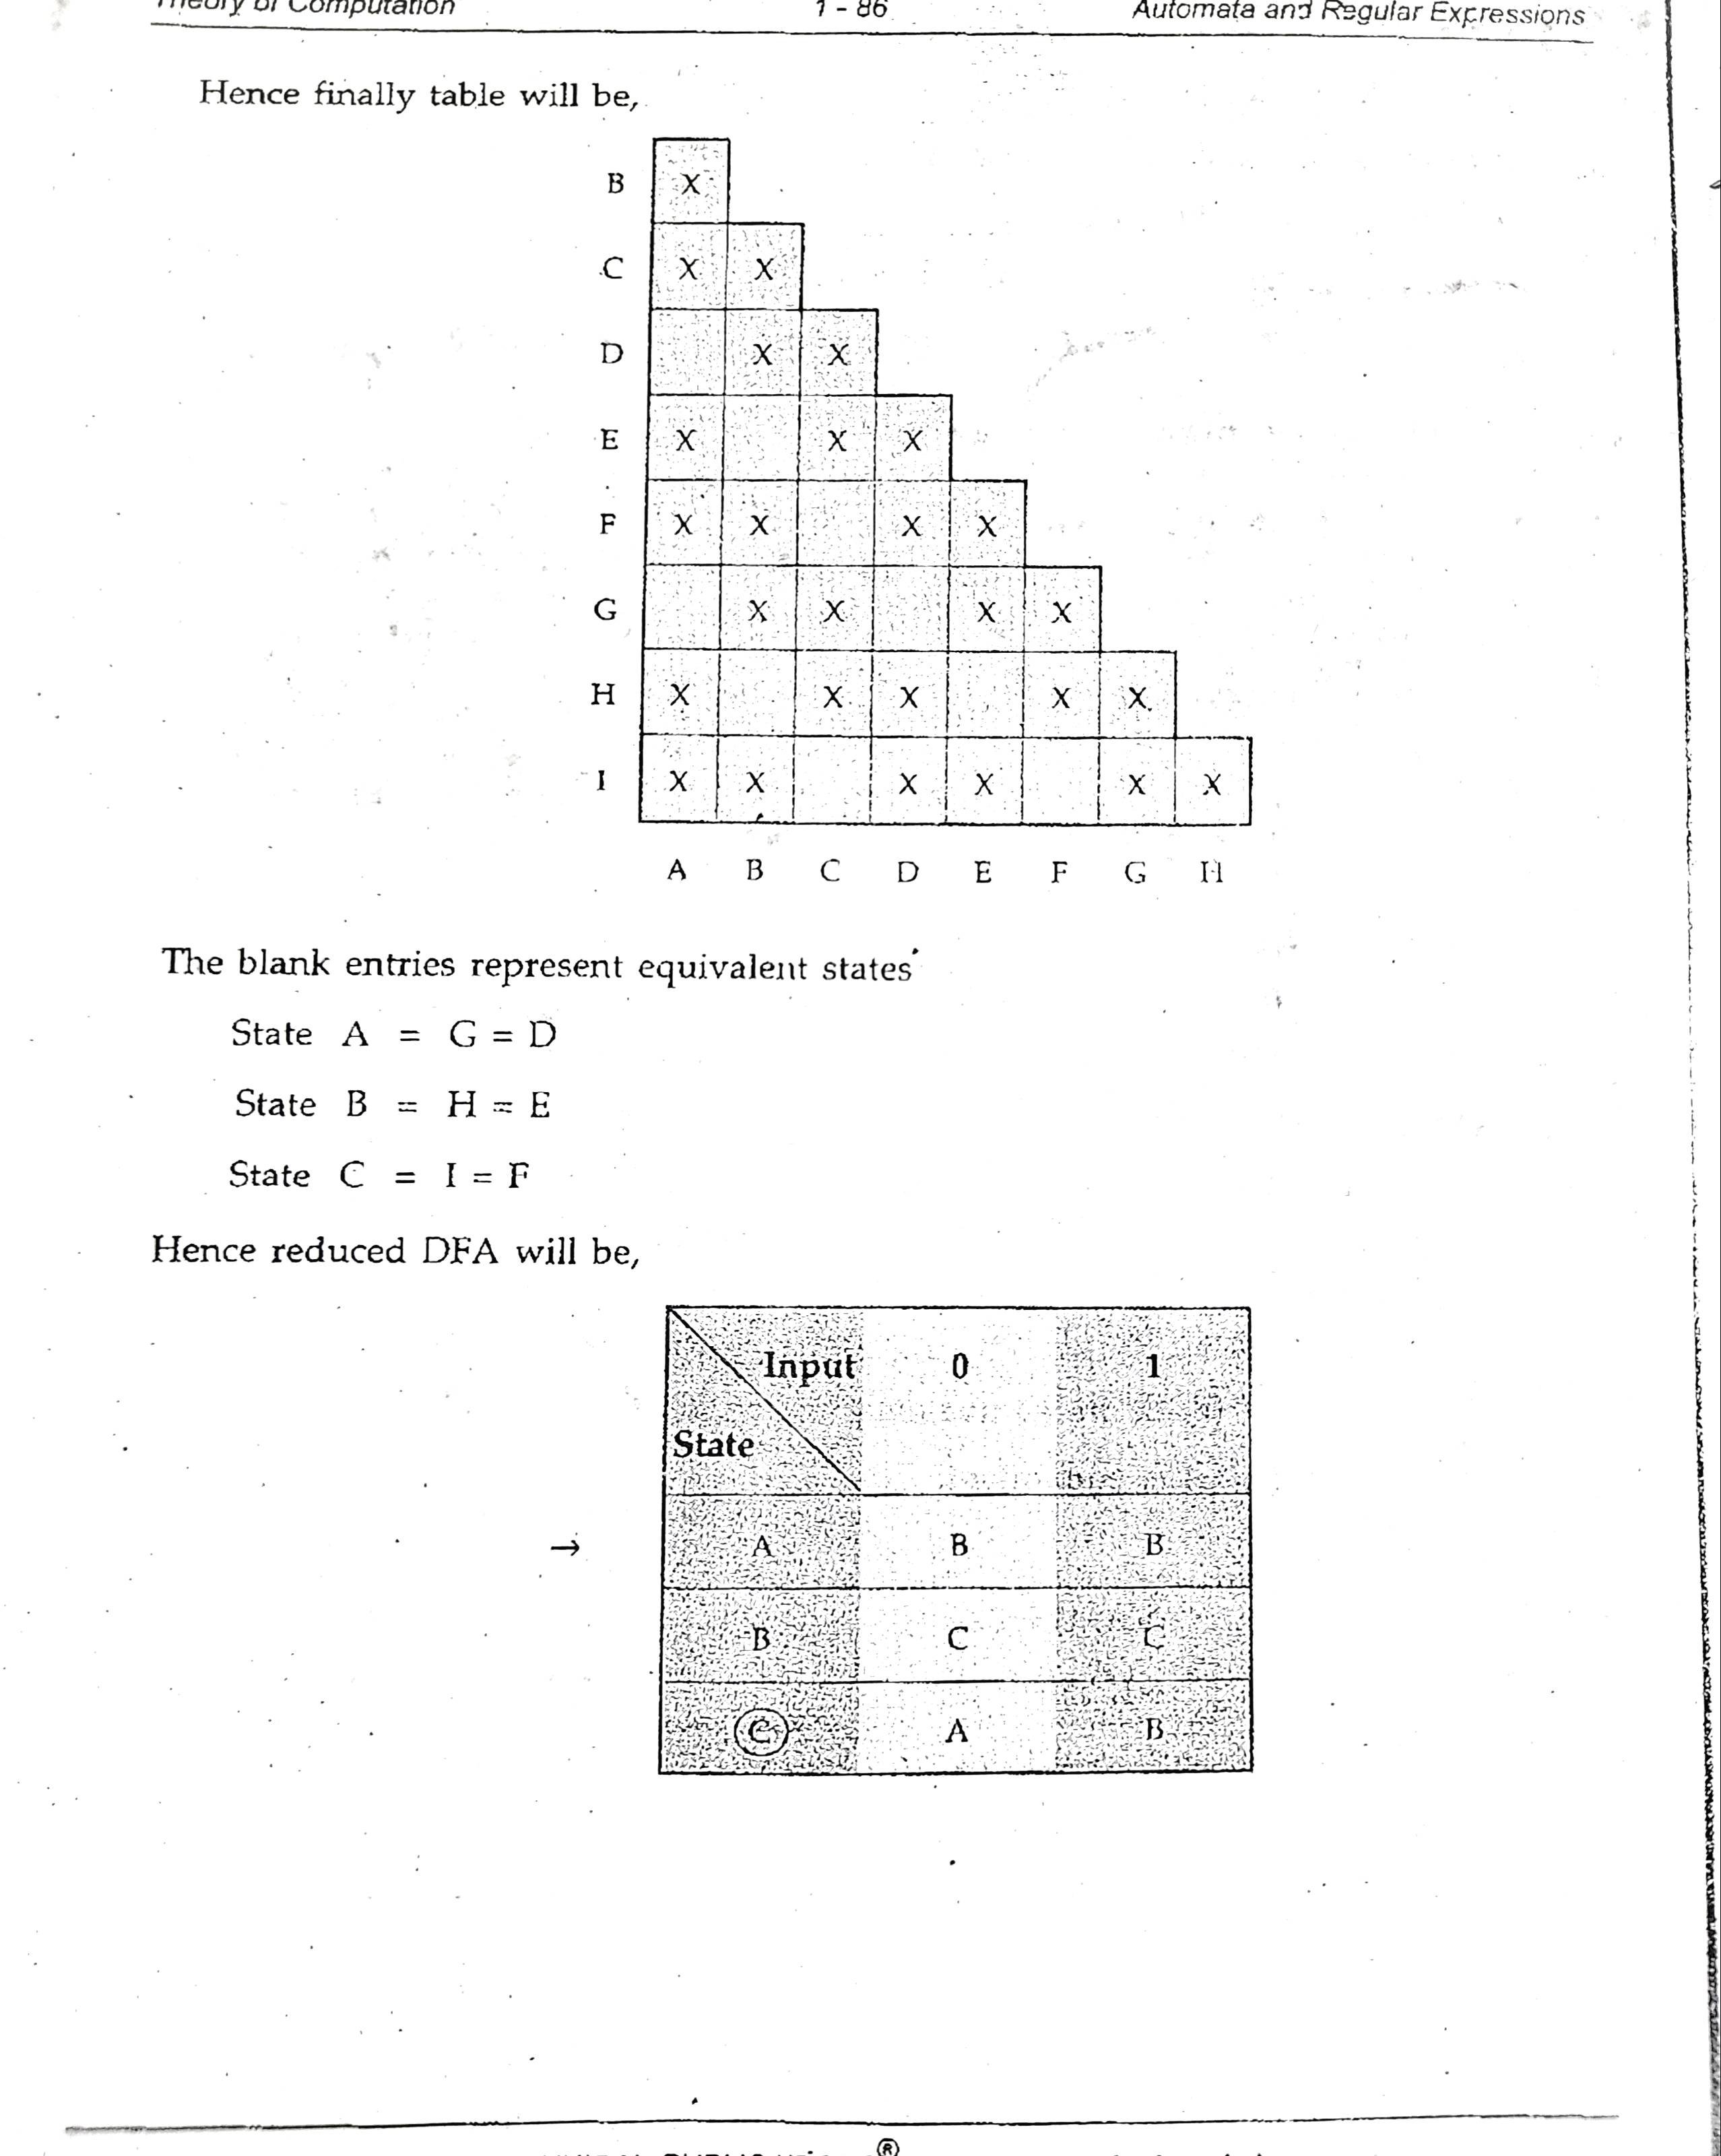 Theory of Computation 1 - 86 Automata and Regular Expressions
Hence finally table will be,
B X
C X X
D X X
E X X X
F X X X X
G X X X X
H X X X X X
I X X X X X X
A B C D E F G H
The blank entries represent equivalent states
State A = G = D
State B = H = E
State C = I = F
Hence reduced DFA will be,
Input 0 1
State
→ A B B
B C C
C A B
®